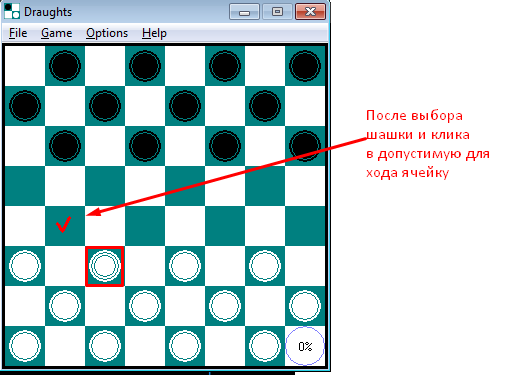 Draughts
File Game Options Help
После выбора
шашки и клика
в допустимую для
хода ячейку
0%